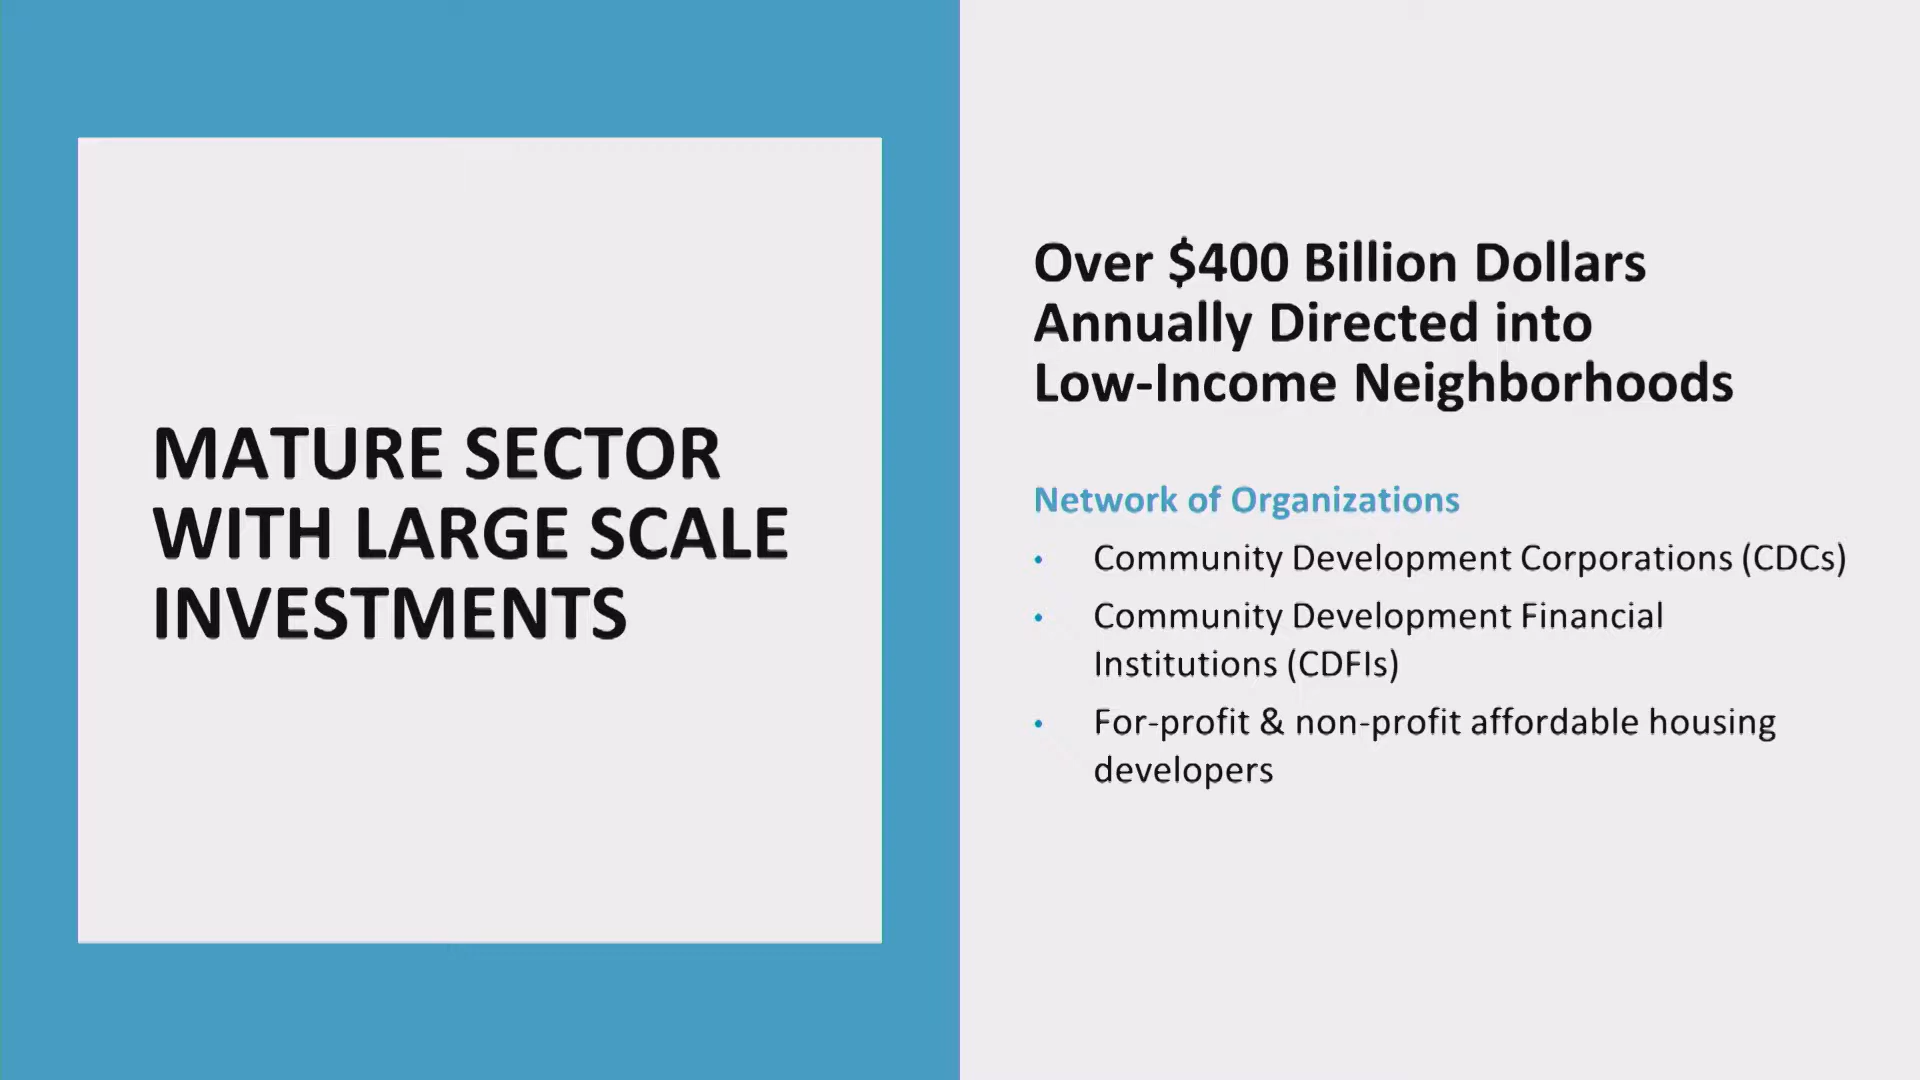 MATURE SECTOR
WITH LARGE SCALE
INVESTMENTS
Over $400 Billion Dollars
Annually Directed into
Low-Income Neighborhoods
Network of Organizations
• Community Development Corporations (CDCs)
• Community Development Financial
Institutions (CDFIs)
• For-profit & non-profit affordable housing
developers